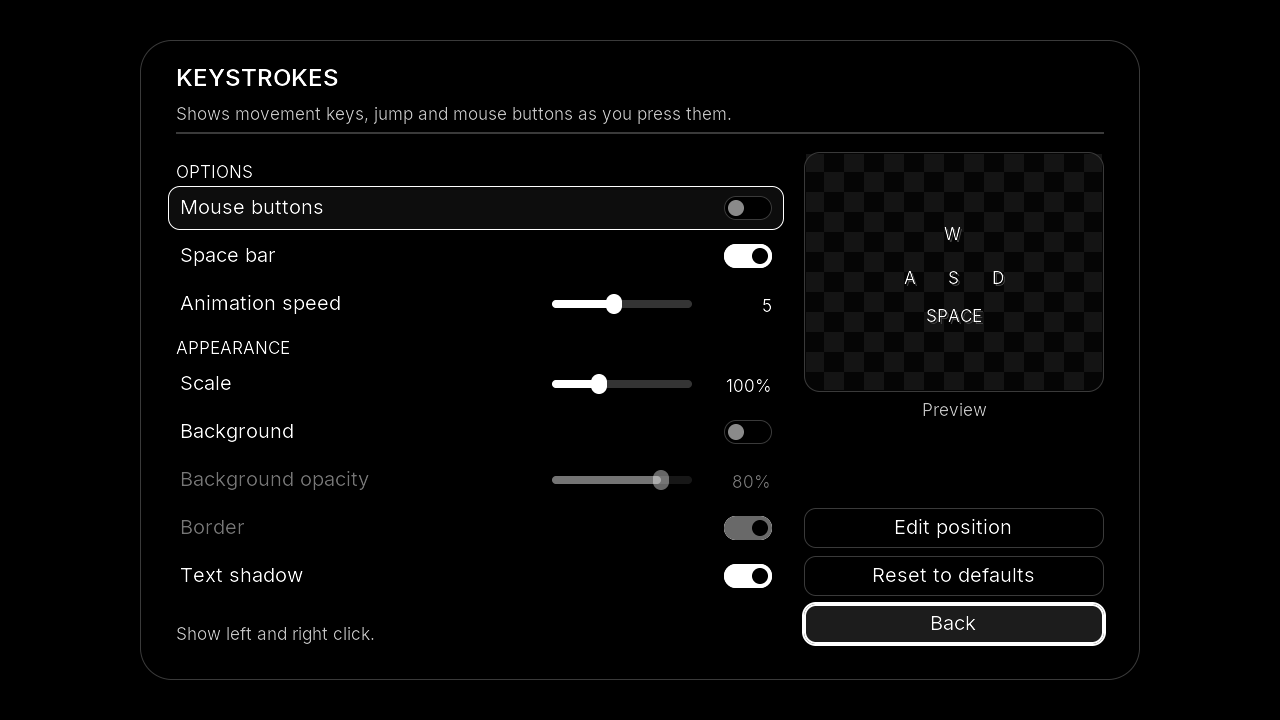 KEYSTROKES
Shows movement keys, jump and mouse buttons as you press them.
OPTIONS
Mouse buttons
Space bar
Animation speed 5
APPEARANCE
Scale 100%
Background
Background opacity 80%
Border
Text shadow
Show left and right click.
W
A S D
SPACE
Preview
Edit position
Reset to defaults
Back